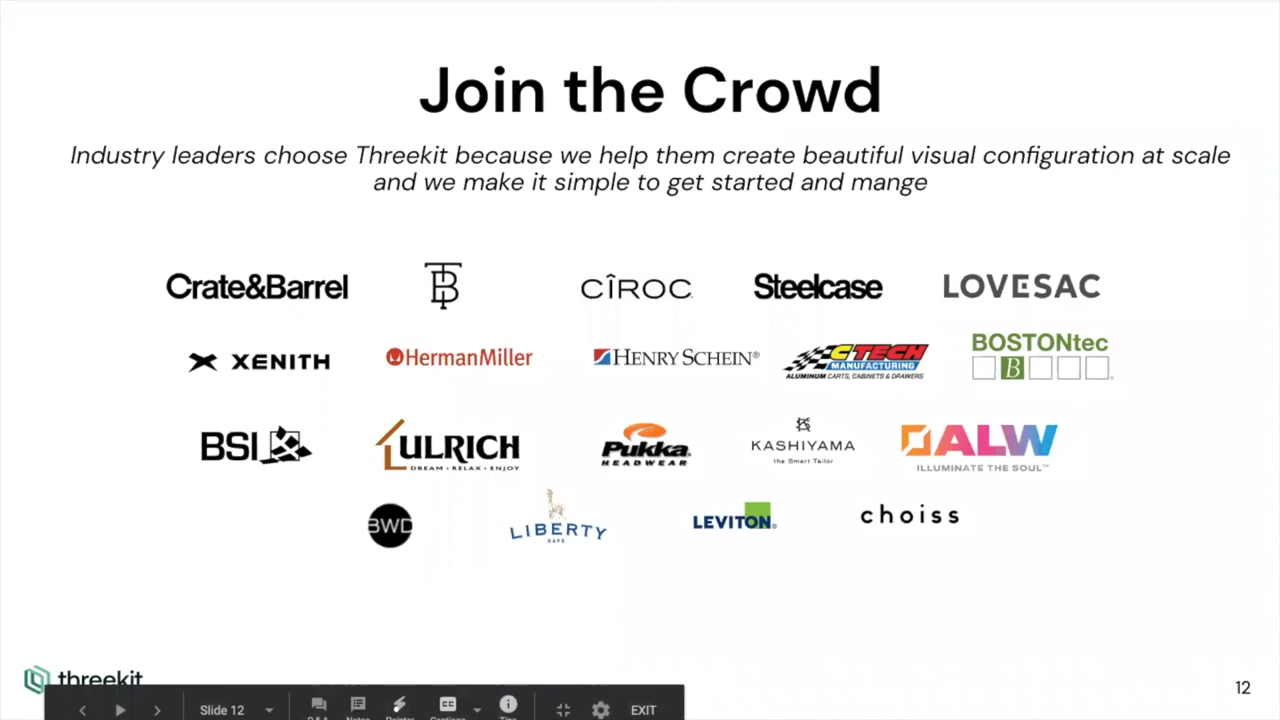 Join the Crowd
Industry leaders choose Threekit because we help them create beautiful visual configuration at scale
and we make it simple to get started and mange
Crate&Barrel
TB
CÎROC
Steelcase
LOVESAC
XENITH
HermanMiller
HENRY SCHEIN®
CTECH
MANUFACTURING
ALUMINUM CARTS, CABINETS & DRAWERS
BOSTONtec
B
BSI
ULRICH
DREAM • RELAX • ENJOY
Pukka
HEADWEAR
KASHIYAMA
the Smart Tailor
ALW
ILLUMINATE THE SOUL™
BWD
LIBERTY
SAFE
LEVITON®
choiss
threekit
12
Slide 12
EXIT